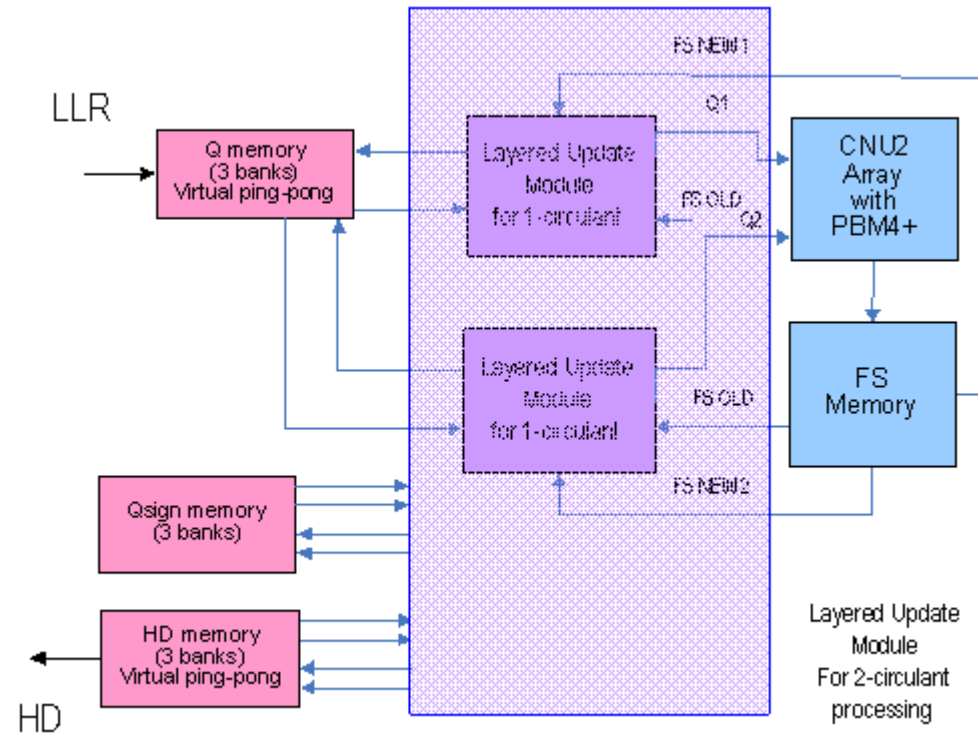 FS NEW1
LLR
Q1
Q memory
(3 banks)
Virtual ping-pong
Layered Update
Module
for 1-circulant
CNU2
Array
with
PBM4+
FS OLD
Q2
Layered Update
Module
for 1-circulant
FS OLD
FS
Memory
FS NEW2
Qsign memory
(3 banks)
HD memory
(3 banks)
Virtual ping-pong
HD
Layered Update
Module
For 2-circulant
processing